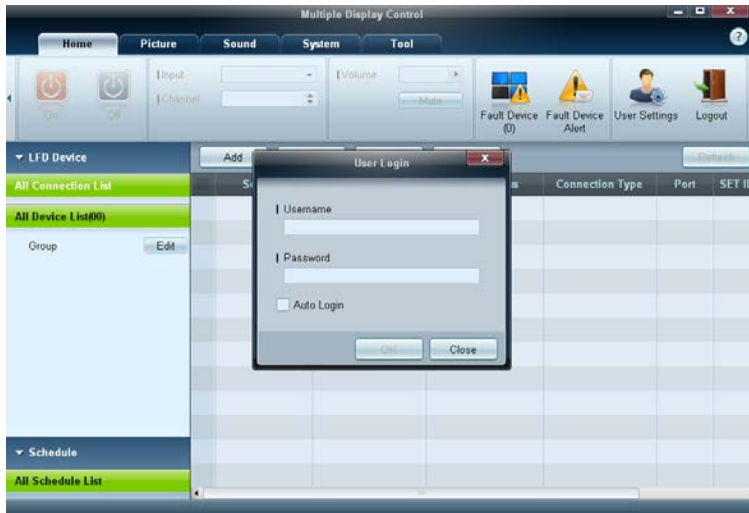 Multiple Display Control
Home Picture Sound System Tool
Input
Channel
On Off
Volume
Mute
Fault Device (0)
Fault Device Alert
User Settings
Logout
LFD Device
All Connection List
All Device List(00)
Group Edit
Add
Refresh
Connection Type Port SET I
User Login
Username
Password
Auto Login
OK Close
Schedule
All Schedule List